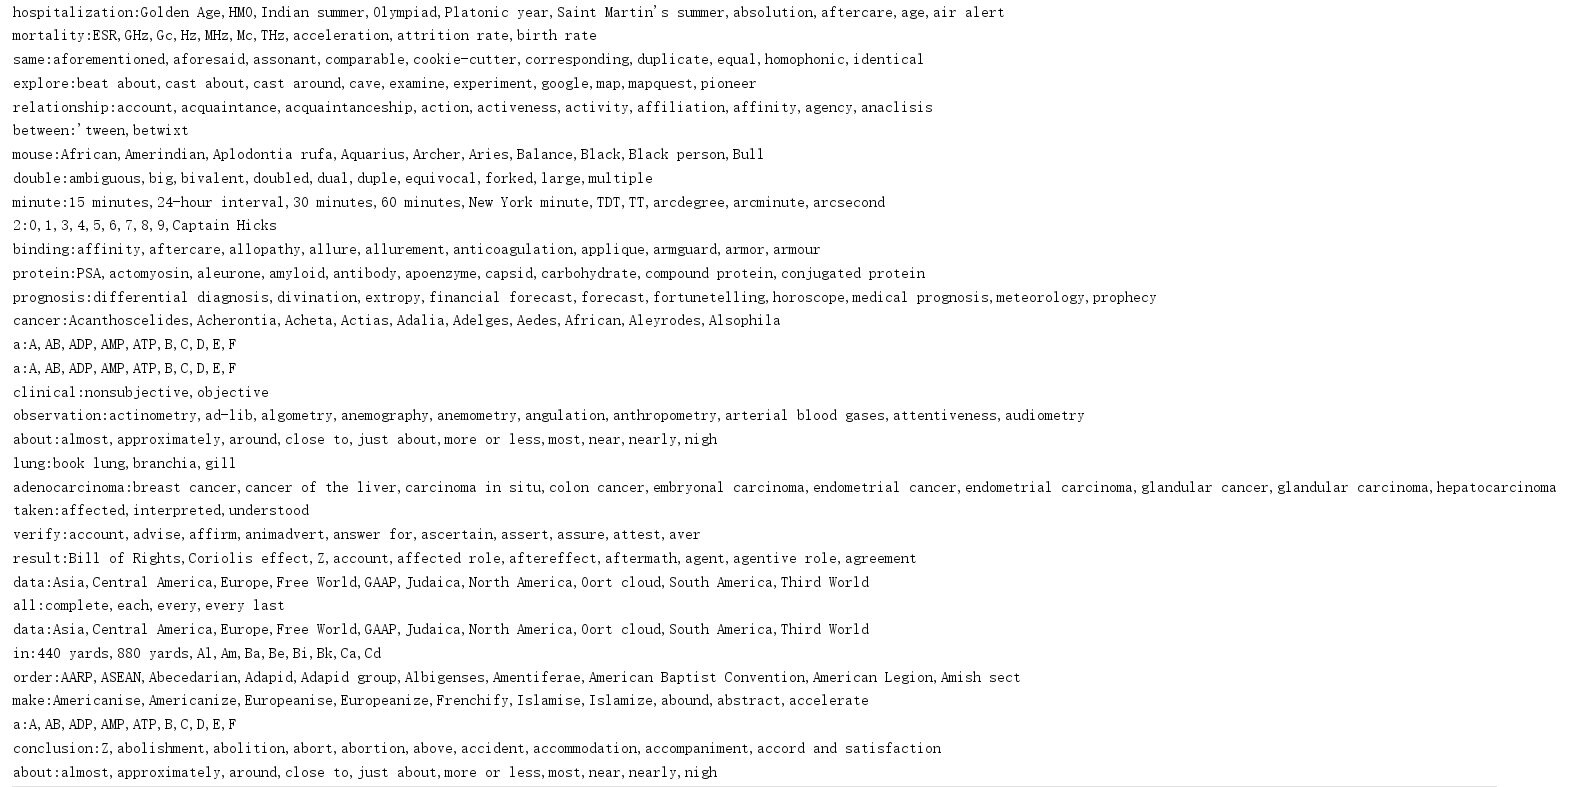 hospitalization:Golden Age,HMO,Indian summer,Olympiad,Platonic year,Saint Martin's summer,absolution,aftercare,age,air alert
mortality:ESR,GHz,Gc,Hz,MHz,Mc,THz,acceleration,attrition rate,birth rate
same:aforementioned,aforesaid,assonant,comparable,cookie-cutter,corresponding,duplicate,equal,homophonic,identical
explore:beat about,cast about,cast around,cave,examine,experiment,google,map,mapquest,pioneer
relationship:account,acquaintance,acquaintanceship,action,activeness,activity,affiliation,affinity,agency,anaclisis
between:'tween,betwixt
mouse:African,Amerindian,Aplodontia rufa,Aquarius,Archer,Aries,Balance,Black,Black person,Bull
double:ambiguous,big,bivalent,doubled,dual,duple,equivocal,forked,large,multiple
minute:15 minutes,24-hour interval,30 minutes,60 minutes,New York minute,TDT,TT,arcdegree,arcminute,arcsecond
2:0,1,3,4,5,6,7,8,9,Captain Hicks
binding:affinity,aftercare,allopathy,allure,allurement,anticoagulation,applique,armguard,armor,armour
protein:PSA,actomyosin,aleurone,amyloid,antibody,apoenzyme,capsid,carbohydrate,compound protein,conjugated protein
prognosis:differential diagnosis,divination,extropy,financial forecast,forecast,fortunetelling,horoscope,medical prognosis,meteorology,prophecy
cancer:Acanthoscelides,Acherontia,Acheta,Actias,Adalia,Adelges,Aedes,African,Aleyrodes,Alsophila
a:A,AB,ADP,AMP,ATP,B,C,D,E,F
a:A,AB,ADP,AMP,ATP,B,C,D,E,F
clinical:nonsubjective,objective
observation:actinometry,ad-lib,algometry,anemography,anemometry,angulation,anthropometry,arterial blood gases,attentiveness,audiometry
about:almost,approximately,around,close to,just about,more or less,most,near,nearly,nigh
lung:book lung,branchia,gill
adenocarcinoma:breast cancer,cancer of the liver,carcinoma in situ,colon cancer,embryonal carcinoma,endometrial cancer,endometrial carcinoma,glandular cancer,glandular carcinoma,hepatocarcinoma
taken:affected,interpreted,understood
verify:account,advise,affirm,animadvert,answer for,ascertain,assert,assure,attest,aver
result:Bill of Rights,Coriolis effect,Z,account,affected role,aftereffect,aftermath,agent,agentive role,agreement
data:Asia,Central America,Europe,Free World,GAAP,Judaica,North America,Oort cloud,South America,Third World
all:complete,each,every,every last
data:Asia,Central America,Europe,Free World,GAAP,Judaica,North America,Oort cloud,South America,Third World
in:440 yards,880 yards,Al,Am,Ba,Be,Bi,Bk,Ca,Cd
order:AARP,ASEAN,Abecedarian,Adapid,Adapid group,Albigenses,Amentiferae,American Baptist Convention,American Legion,Amish sect
make:Americanise,Americanize,Europeanise,Europeanize,Frenchify,Islamise,Islamize,abound,abstract,accelerate
a:A,AB,ADP,AMP,ATP,B,C,D,E,F
conclusion:Z,abolishment,abolition,abort,abortion,above,accident,accommodation,accompaniment,accord and satisfaction
about:almost,approximately,around,close to,just about,more or less,most,near,nearly,nigh